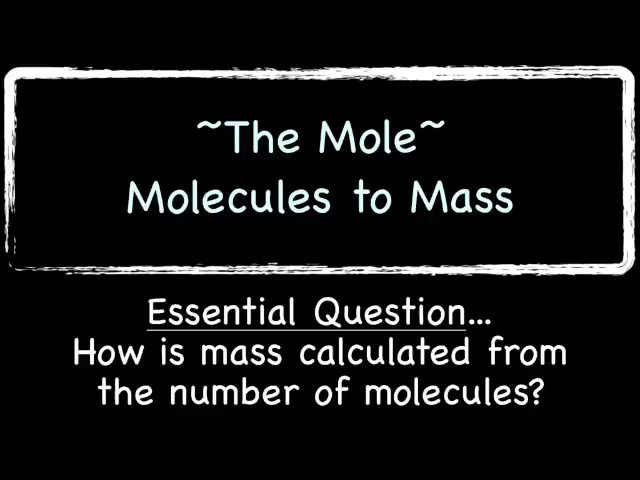 ~The Mole~
Molecules to Mass
Essential Question...
How is mass calculated from
the number of molecules?